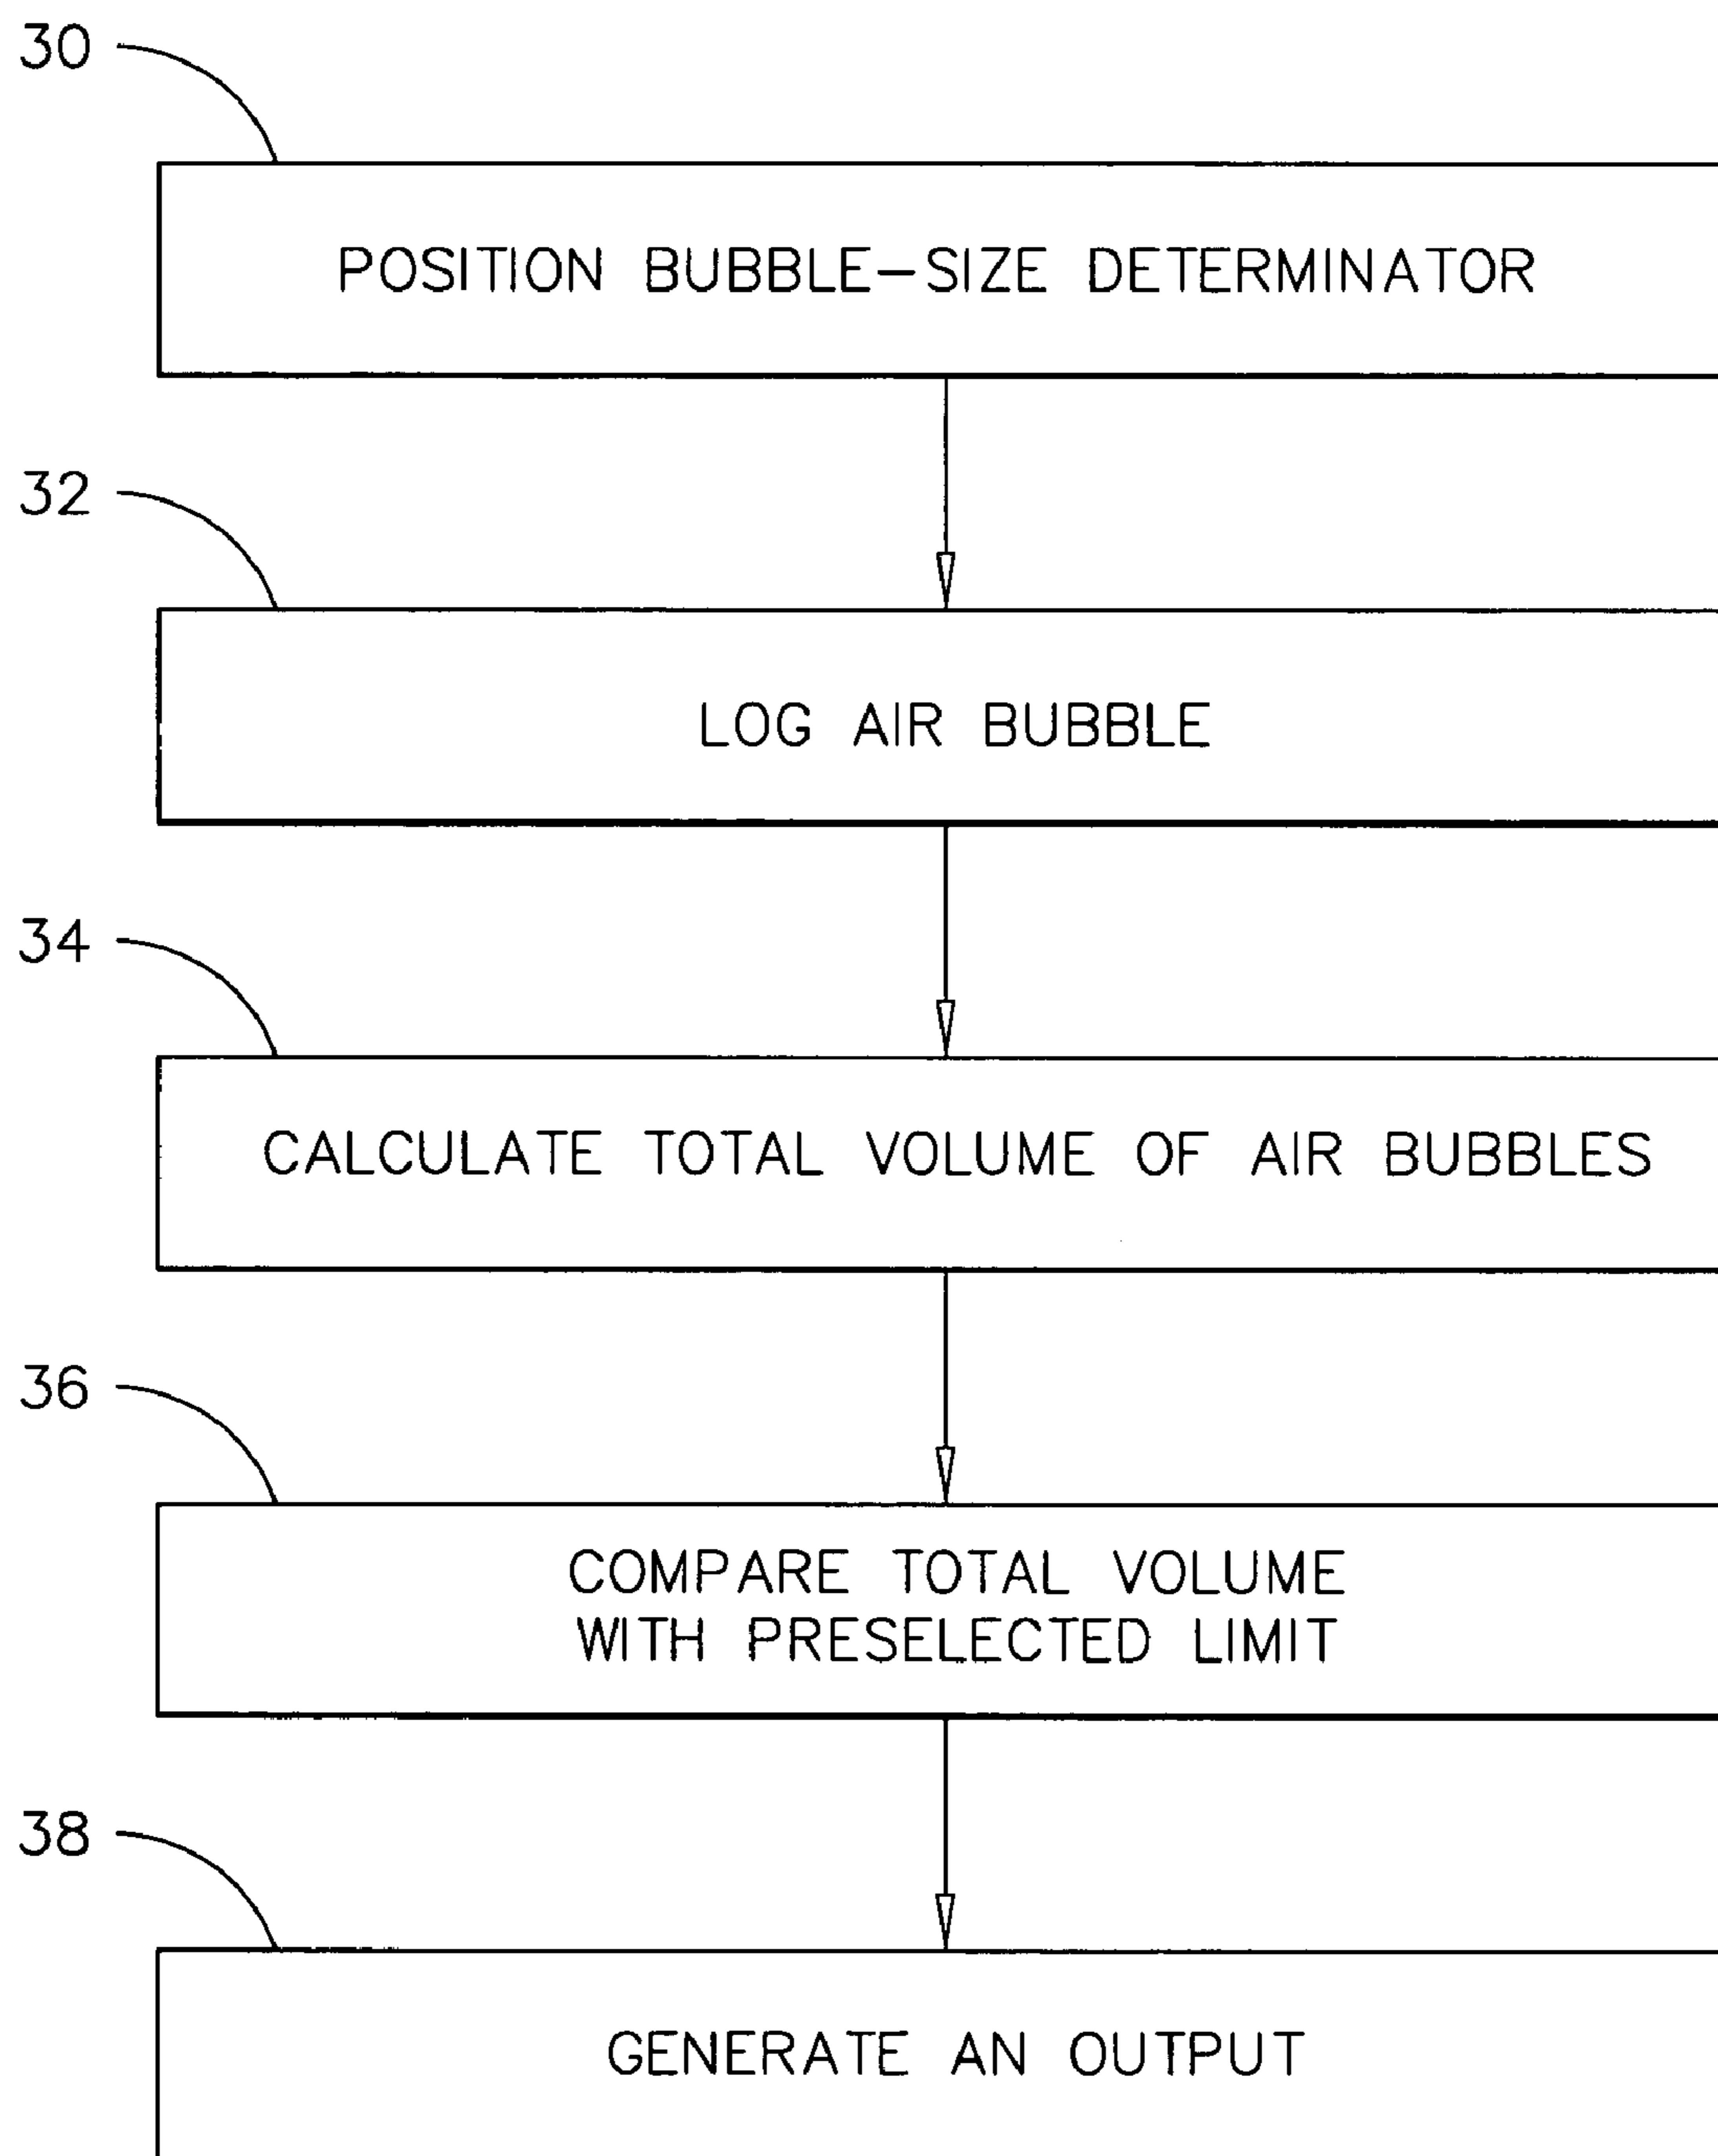 30
POSITION BUBBLE-SIZE DETERMINATOR
32
LOG AIR BUBBLE
34
CALCULATE TOTAL VOLUME OF AIR BUBBLES
36
COMPARE TOTAL VOLUME
WITH PRESELECTED LIMIT
38
GENERATE AN OUTPUT